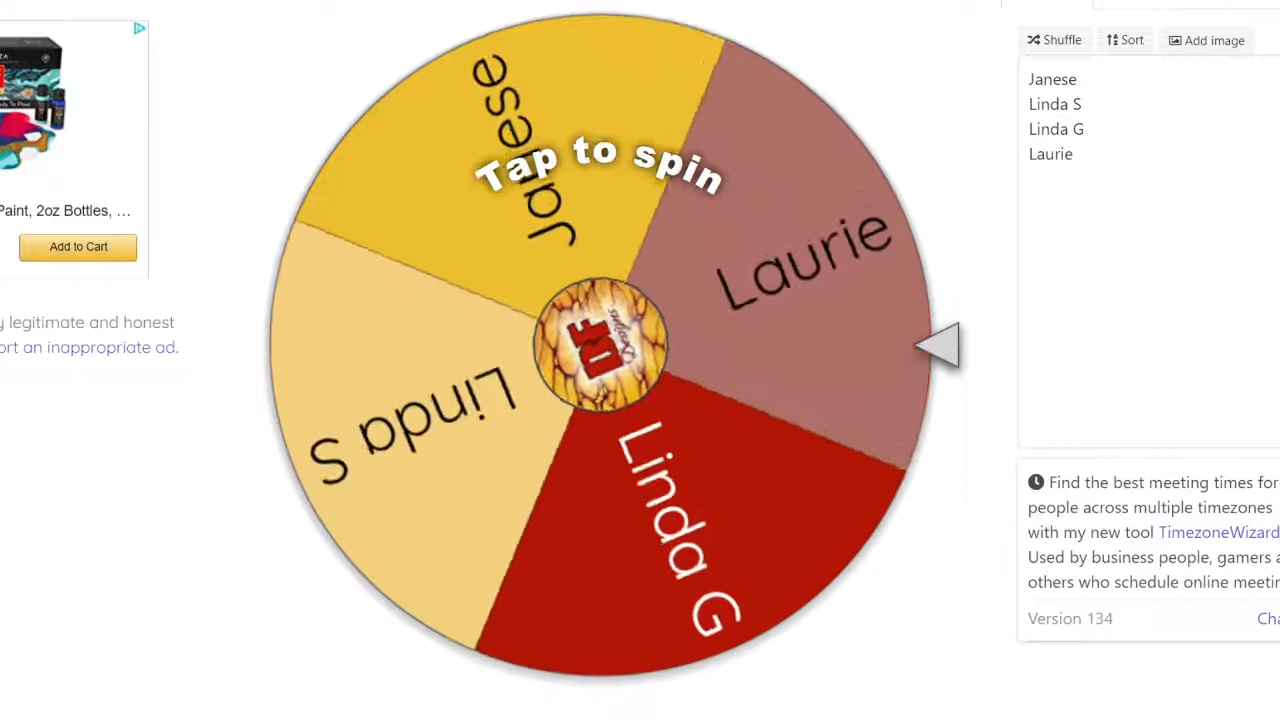 Paint, 2oz Bottles, …
Add to Cart
y legitimate and honest
ort an inappropriate ad.
Tap to spin
Janese
Laurie
Linda S
Linda G
DF
Designs
Shuffle
Sort
Add image
Janese
Linda S
Linda G
Laurie
Find the best meeting times for
people across multiple timezones
with my new tool TimezoneWizard
Used by business people, gamers a
others who schedule online meetin
Version 134
Cha